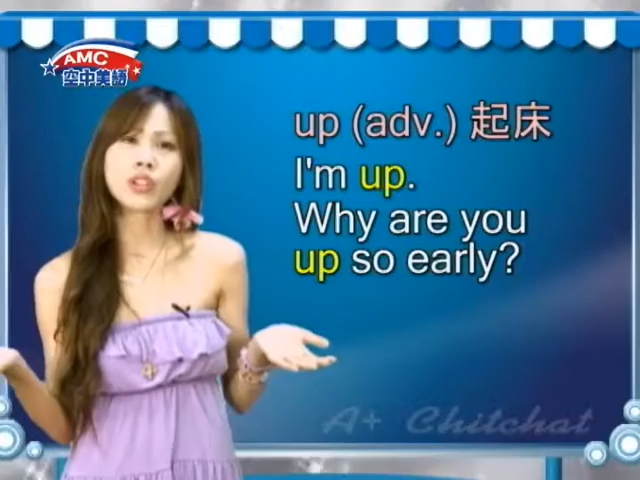 AMC
空中美語
up (adv.) 起床
I'm up.
Why are you
up so early?
A+ Chitchat